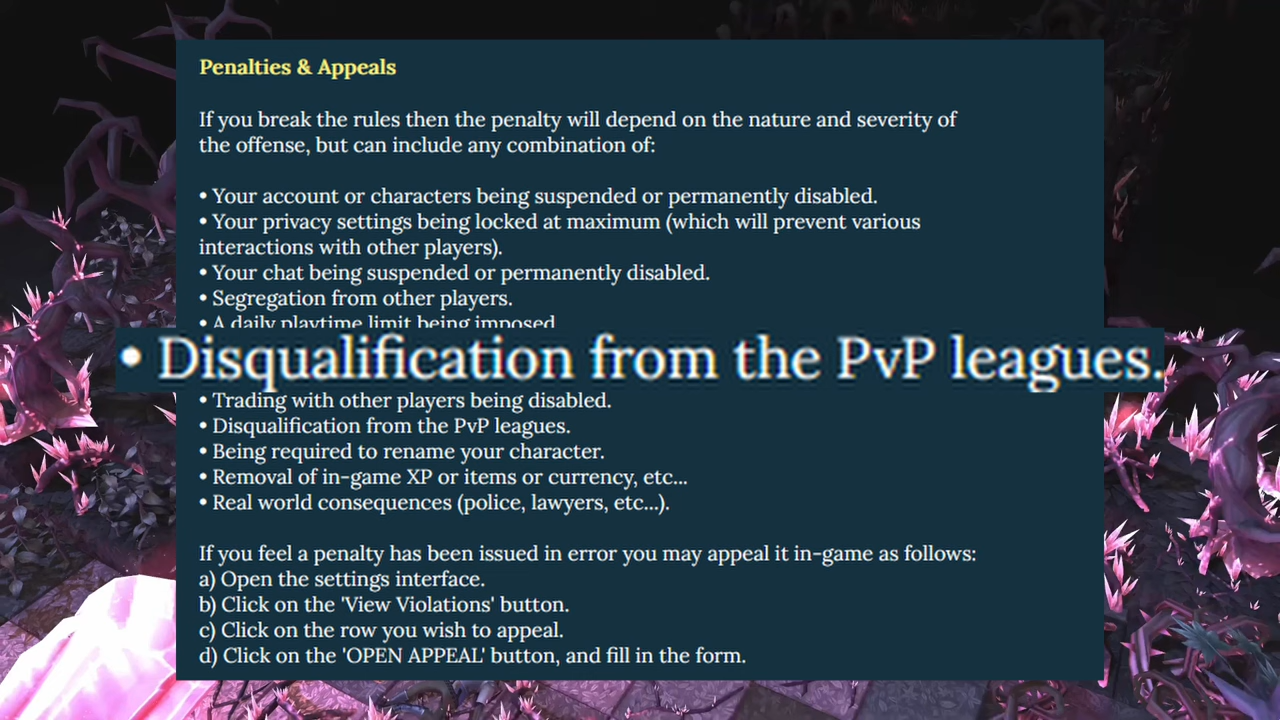 Penalties & Appeals
If you break the rules then the penalty will depend on the nature and severity of
the offense, but can include any combination of:
• Your account or characters being suspended or permanently disabled.
• Your privacy settings being locked at maximum (which will prevent various
interactions with other players).
• Your chat being suspended or permanently disabled.
• Segregation from other players.
• A daily playtime limit being imposed
• Disqualification from the PvP leagues.
• Trading with other players being disabled.
• Disqualification from the PvP leagues.
• Being required to rename your character.
• Removal of in-game XP or items or currency, etc...
• Real world consequences (police, lawyers, etc...).
If you feel a penalty has been issued in error you may appeal it in-game as follows:
a) Open the settings interface.
b) Click on the 'View Violations' button.
c) Click on the row you wish to appeal.
d) Click on the 'OPEN APPEAL' button, and fill in the form.